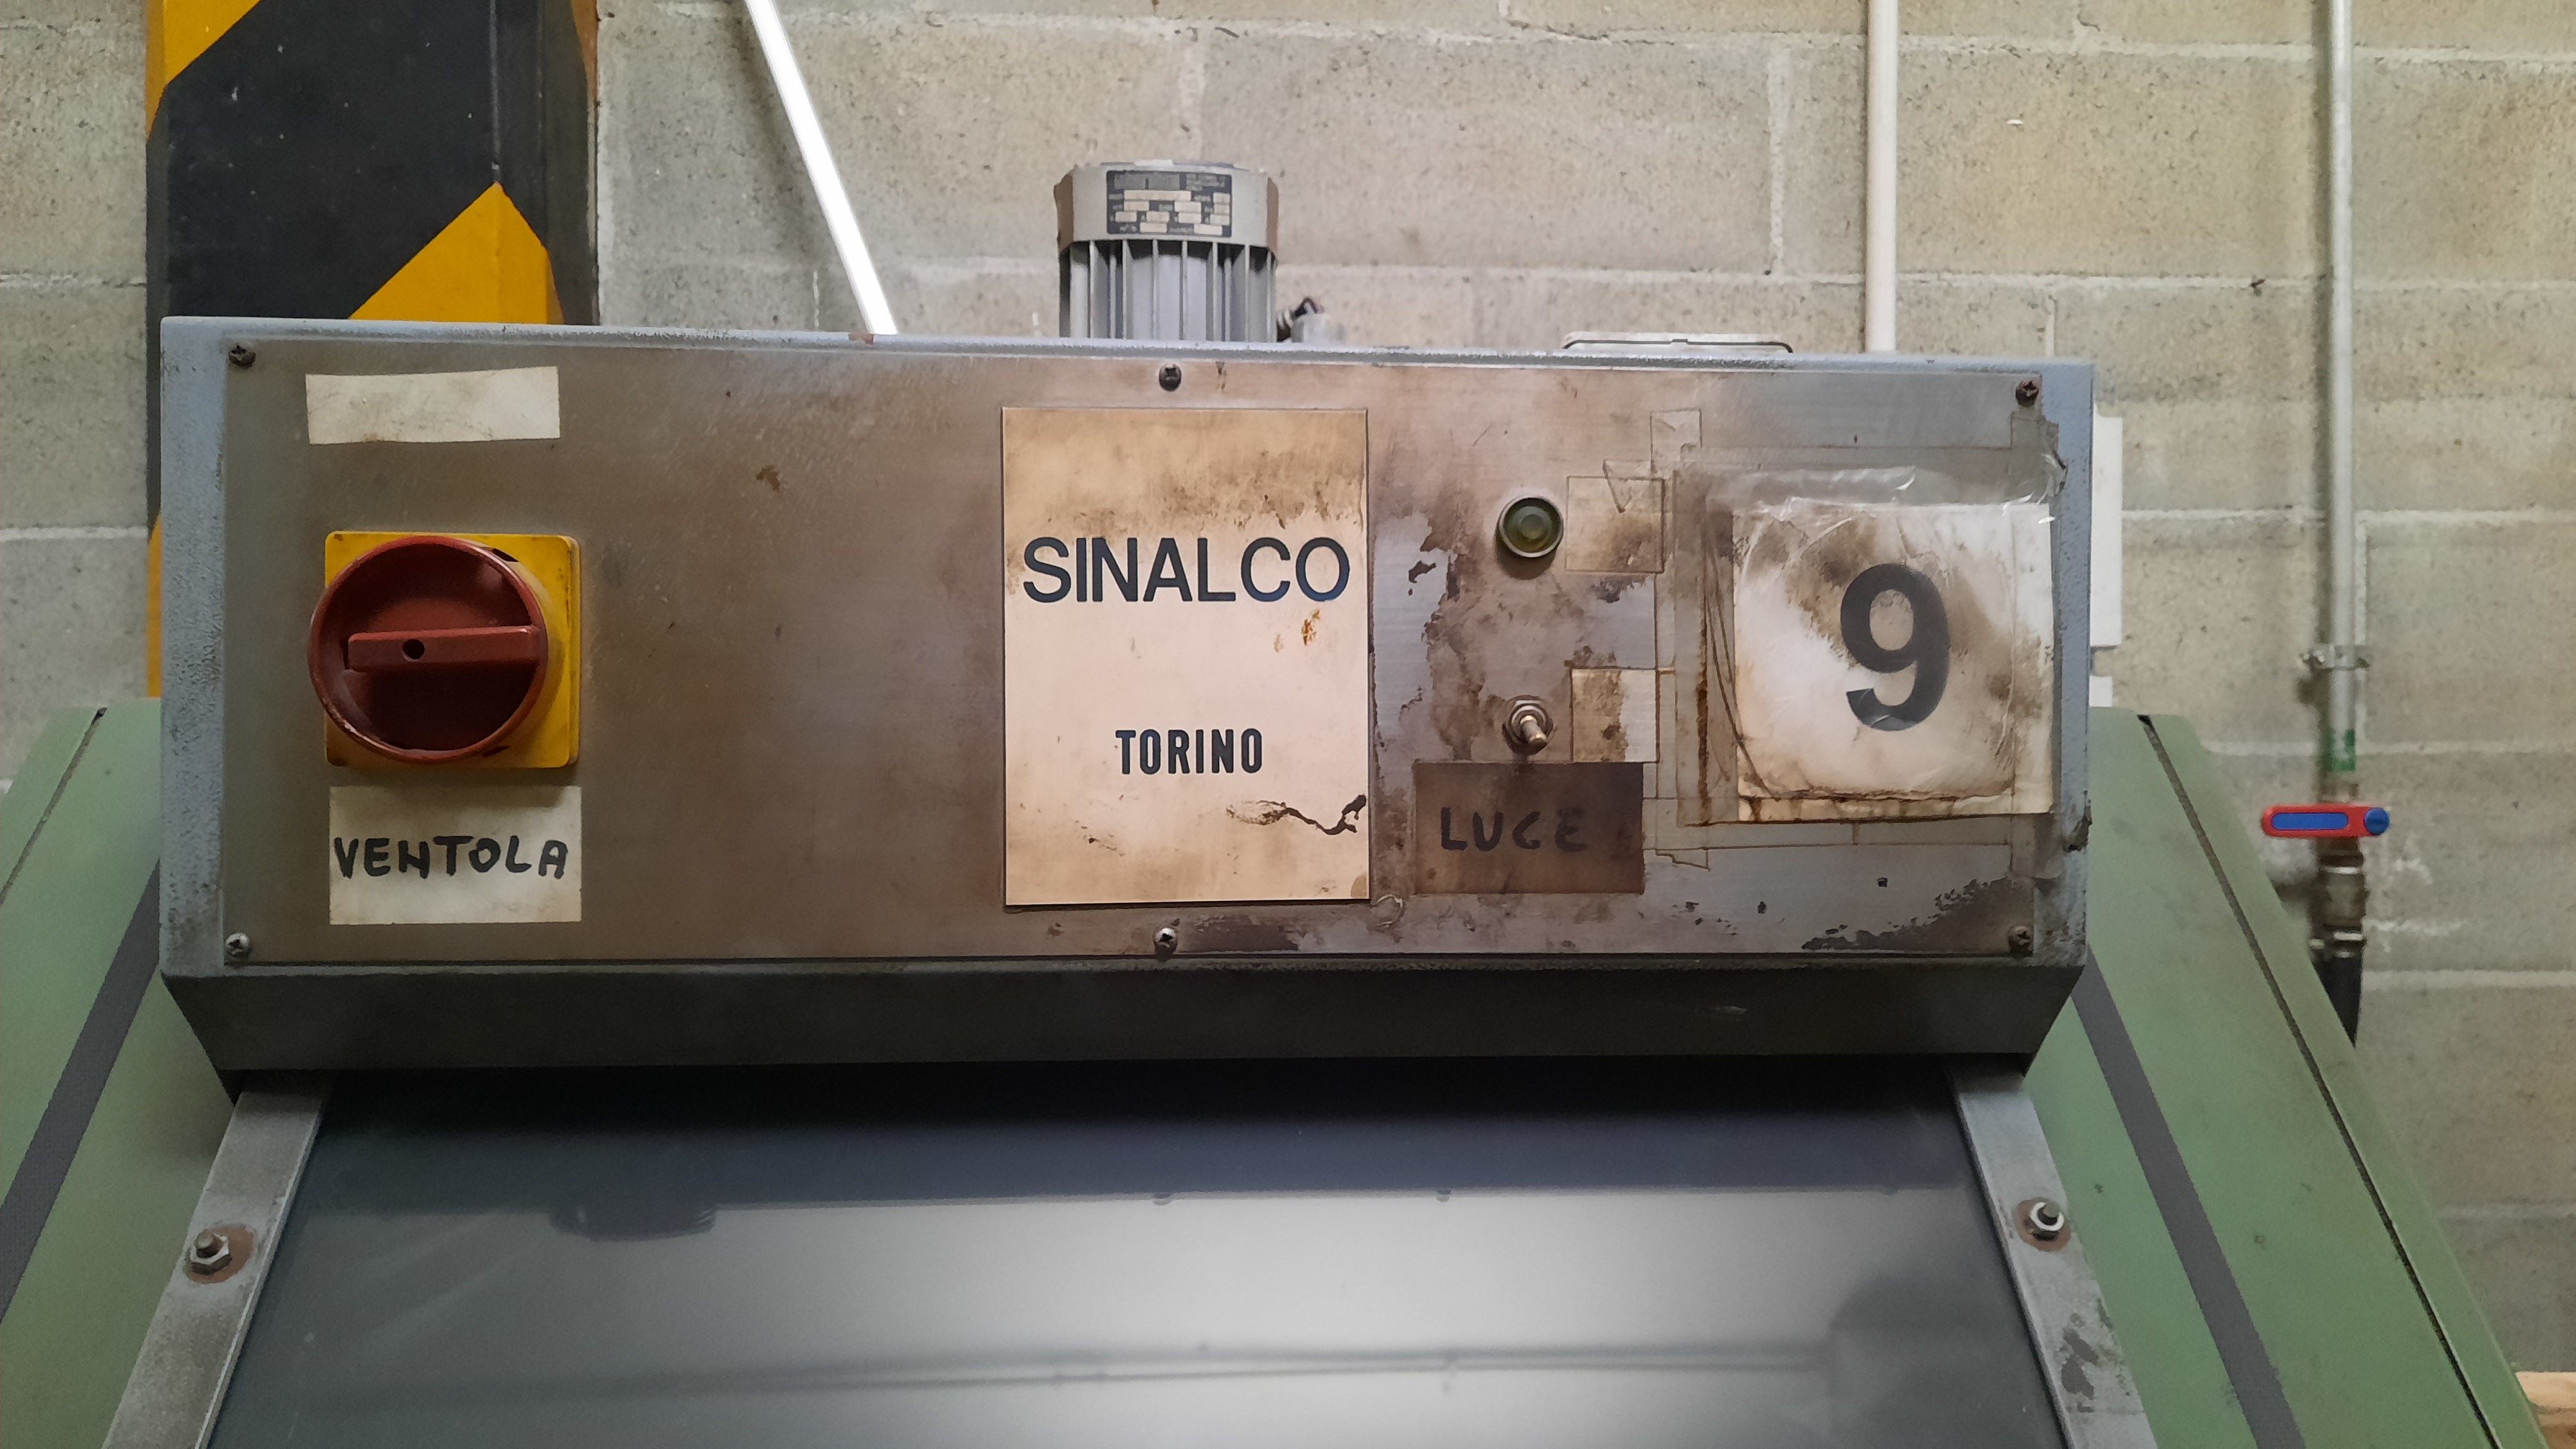 SINALCO
TORINO
VENTOLA
LUCE
9